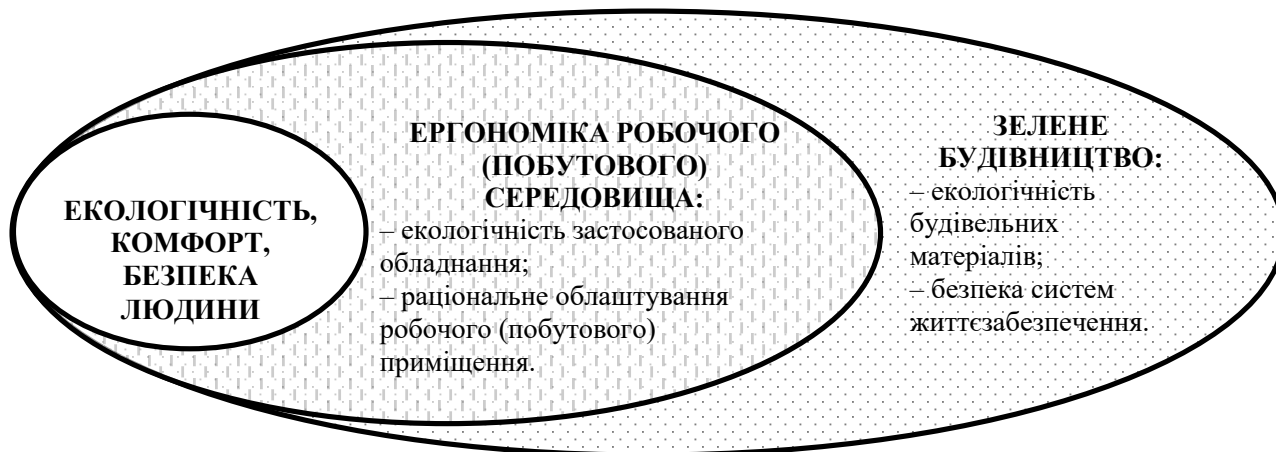 ЕКОЛОГІЧНІСТЬ,
КОМФОРТ,
БЕЗПЕКА
ЛЮДИНИ
ЕРГОНОМІКА РОБОЧОГО
(ПОБУТОВОГО)
СЕРЕДОВИЩА:
– екологічність застосованого
обладнання;
– раціональне облаштування
робочого (побутового)
приміщення.
ЗЕЛЕНЕ
БУДІВНИЦТВО:
– екологічність
будівельних
матеріалів;
– безпека систем
життєзабезпечення.